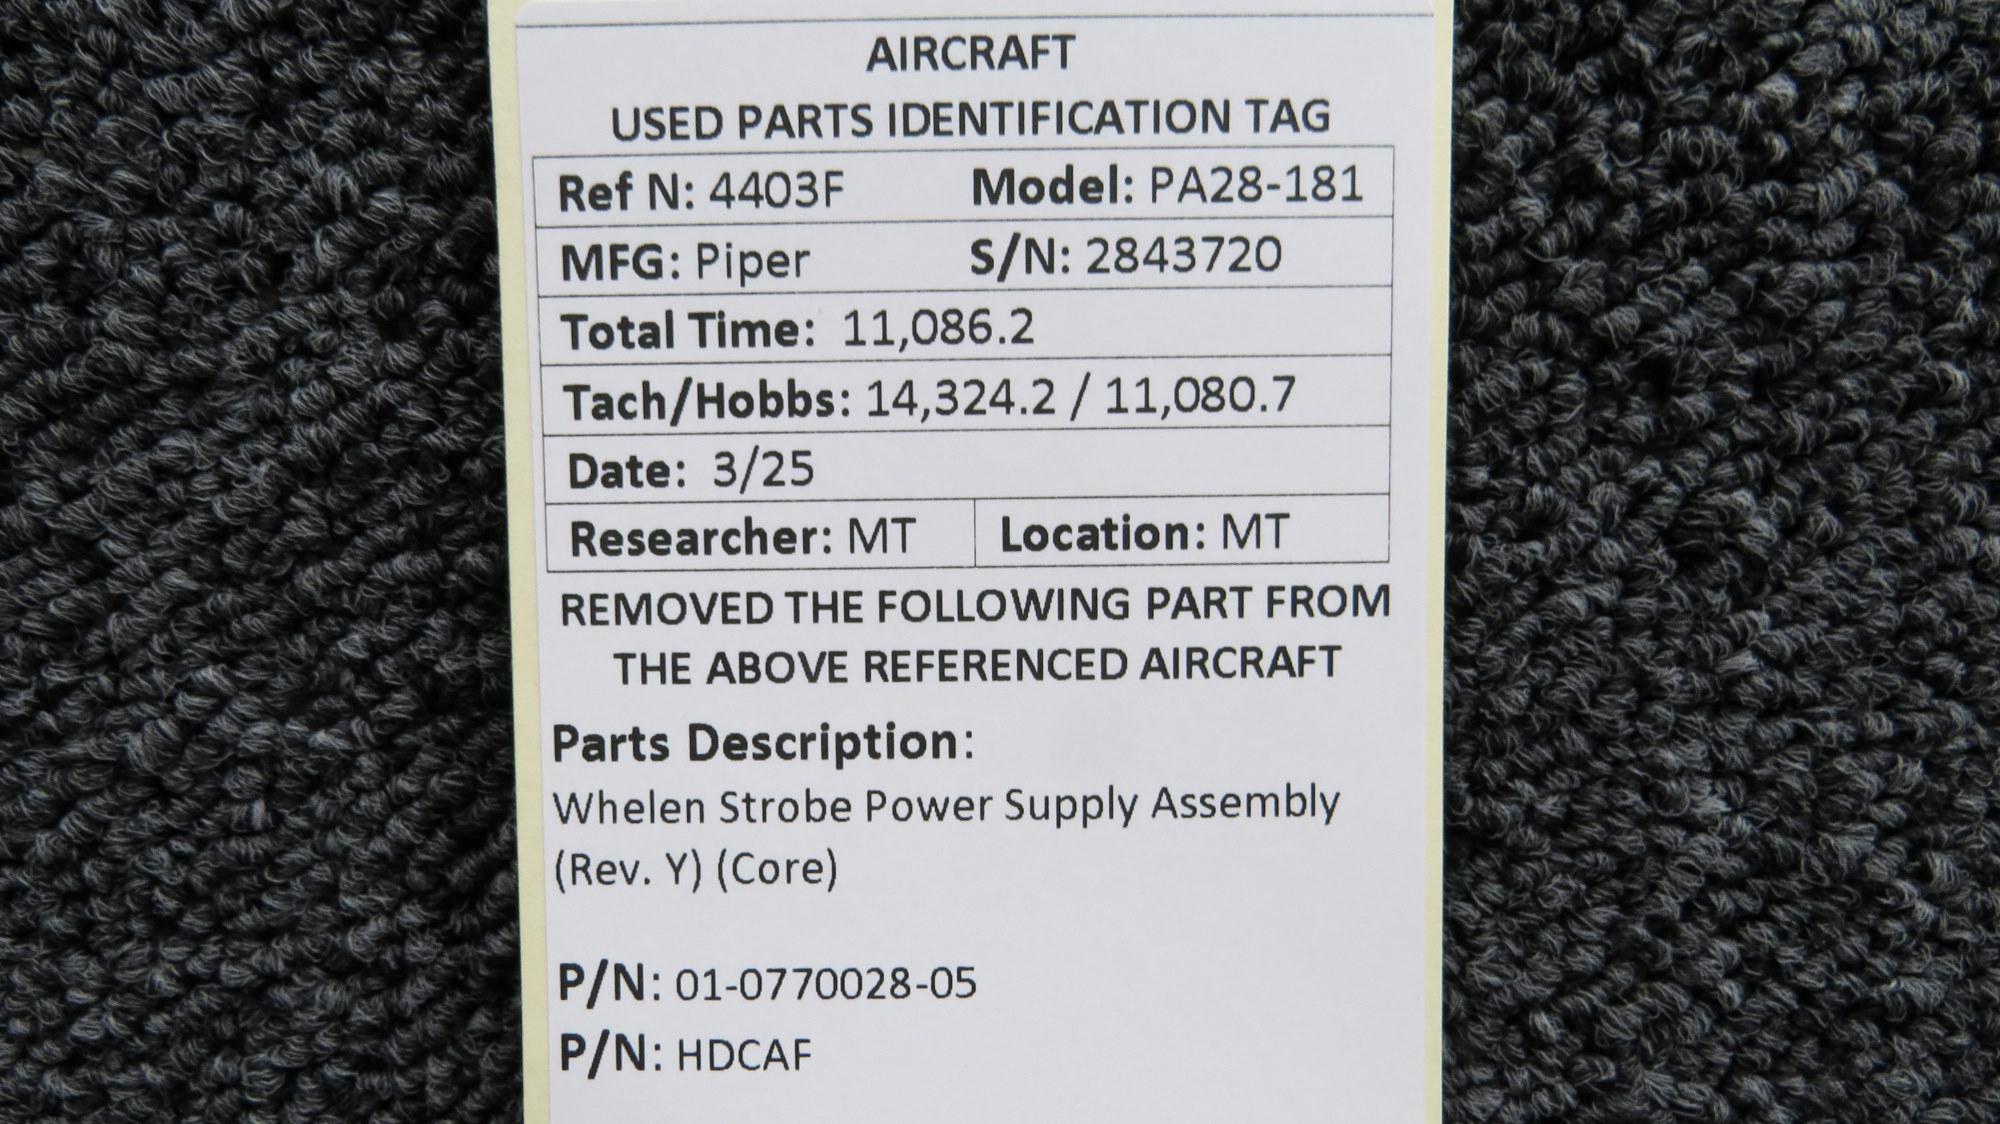 AIRCRAFT
USED PARTS IDENTIFICATION TAG
Ref N: 4403F Model: PA28-181
MFG: Piper S/N: 2843720
Total Time: 11,086.2
Tach/Hobbs: 14,324.2 / 11,080.7
Date: 3/25
Researcher: MT Location: MT
REMOVED THE FOLLOWING PART FROM
THE ABOVE REFERENCED AIRCRAFT
Parts Description:
Whelen Strobe Power Supply Assembly
(Rev. Y) (Core)
P/N: 01-0770028-05
P/N: HDCAF